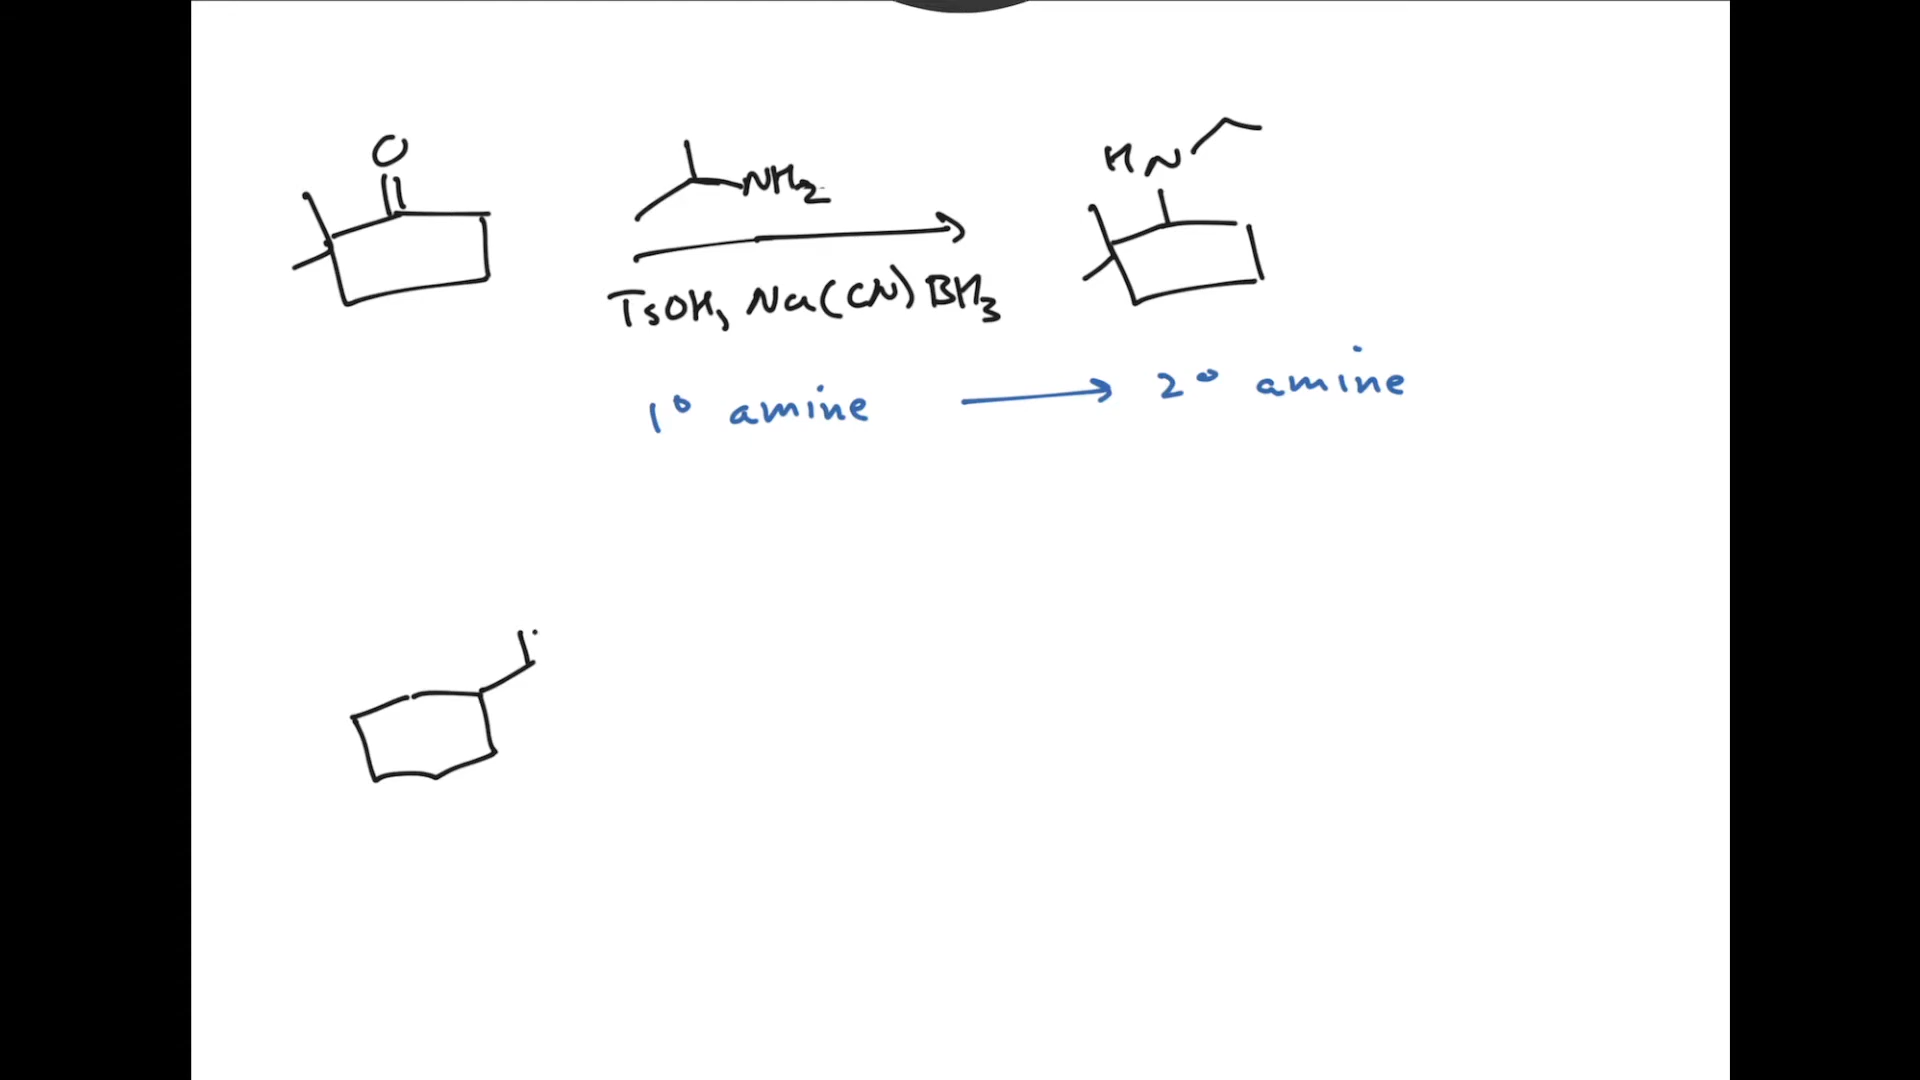 O
NH₂
HN
TsOH, Na(CN)BH₃
1° amine → 2° amine